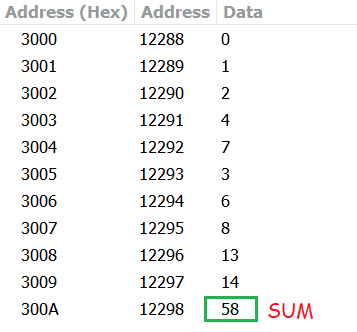 Address (Hex) Address Data
3000 12288 0
3001 12289 1
3002 12290 2
3003 12291 4
3004 12292 7
3005 12293 3
3006 12294 6
3007 12295 8
3008 12296 13
3009 12297 14
300A 12298 58 SUM